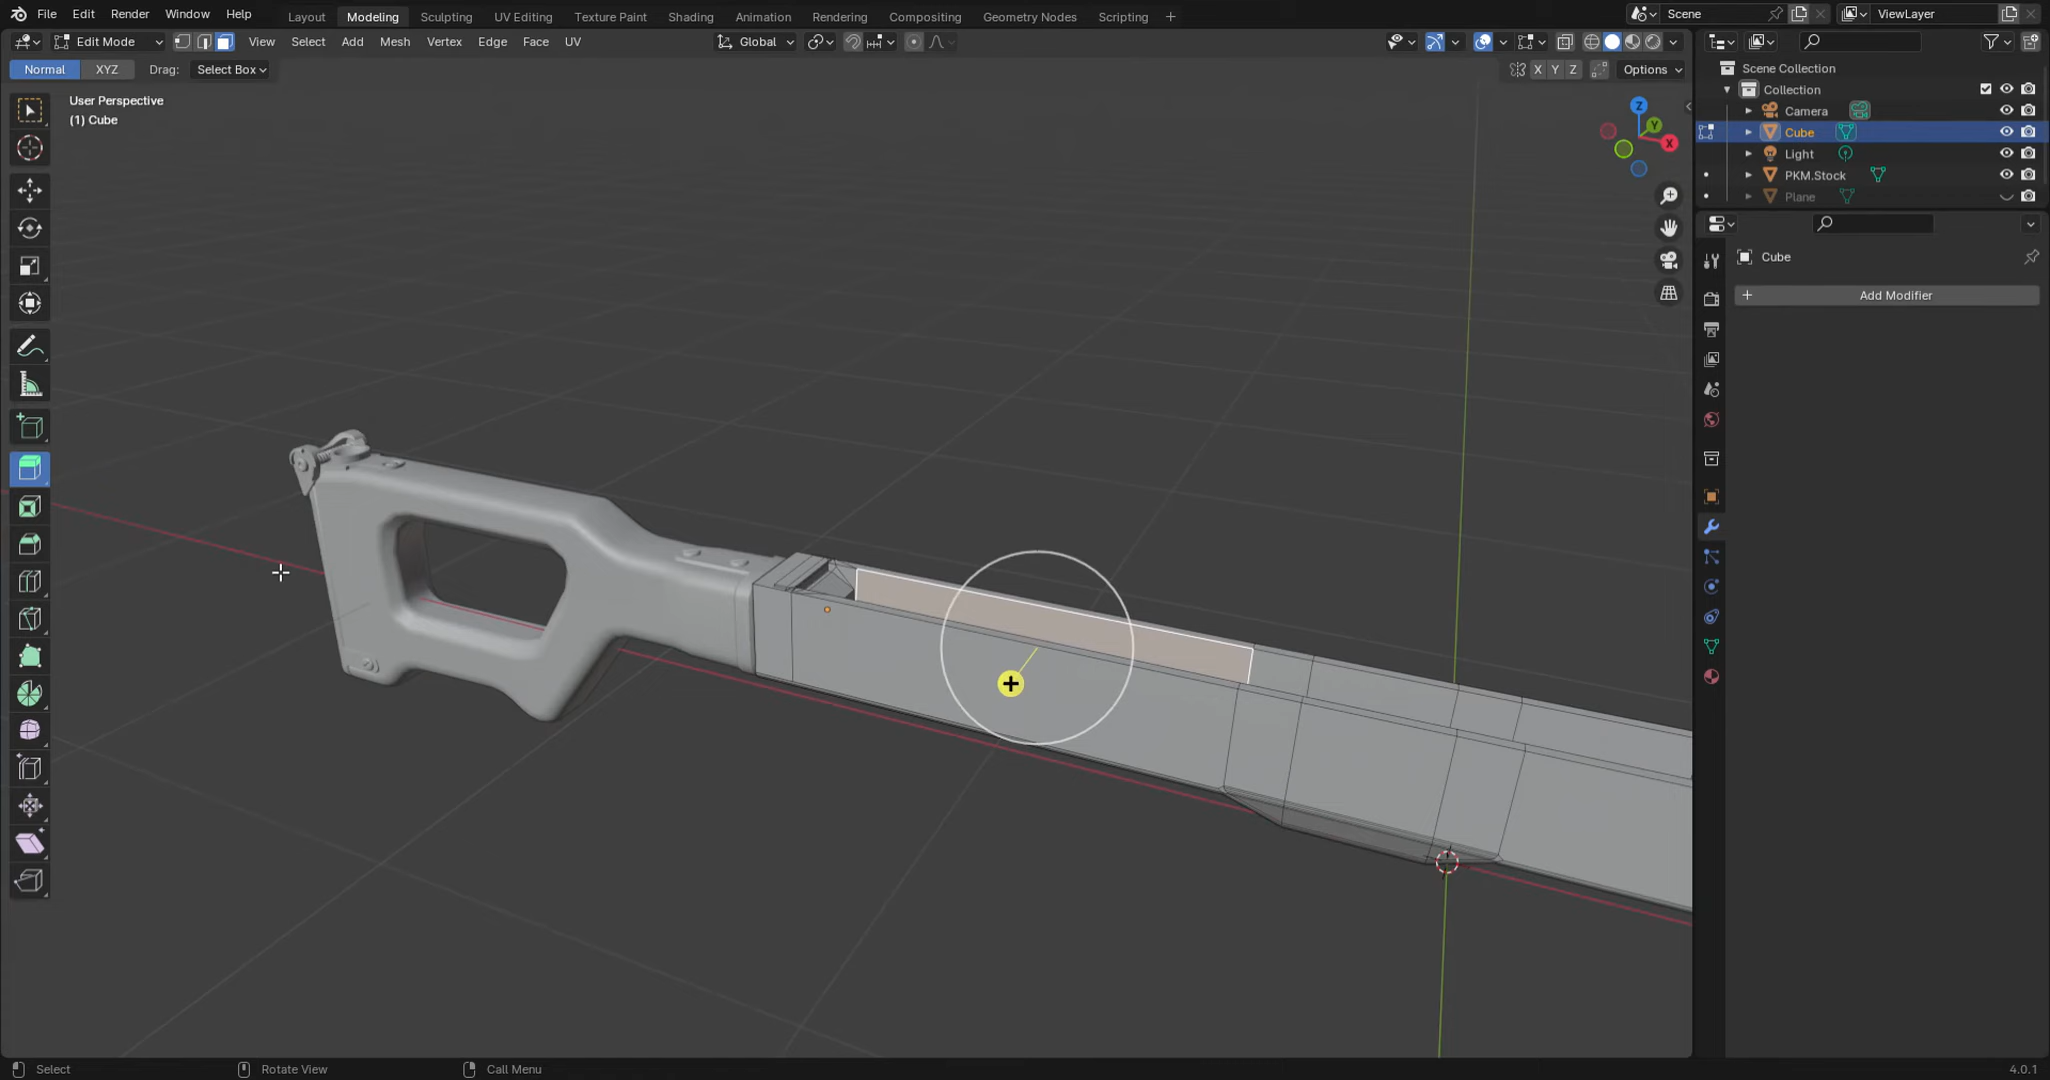 File Edit Render Window Help Layout Modeling Sculpting UV Editing Texture Paint Shading Animation Rendering Compositing Geometry Nodes Scripting + Scene ViewLayer
Edit Mode View Select Add Mesh Vertex Edge Face UV Global
Normal XYZ Drag: Select Box X Y Z Options
User Perspective
(1) Cube
Z
Y
X
Scene Collection
Collection
Camera
Cube
Light
PKM.Stock
Plane
Cube
+ Add Modifier
Select Rotate View Call Menu 4.0.1